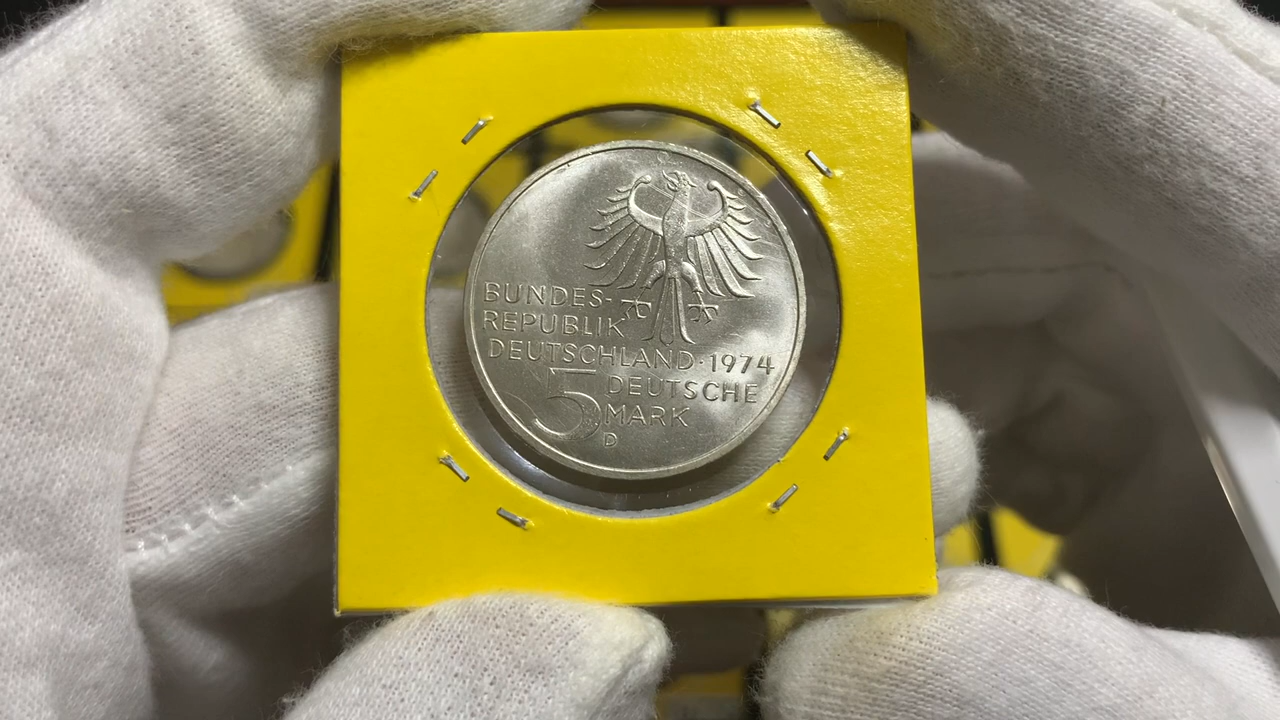 BUNDES-
REPUBLIK
DEUTSCHLAND·1974
5 DEUTSCHE
MARK
D